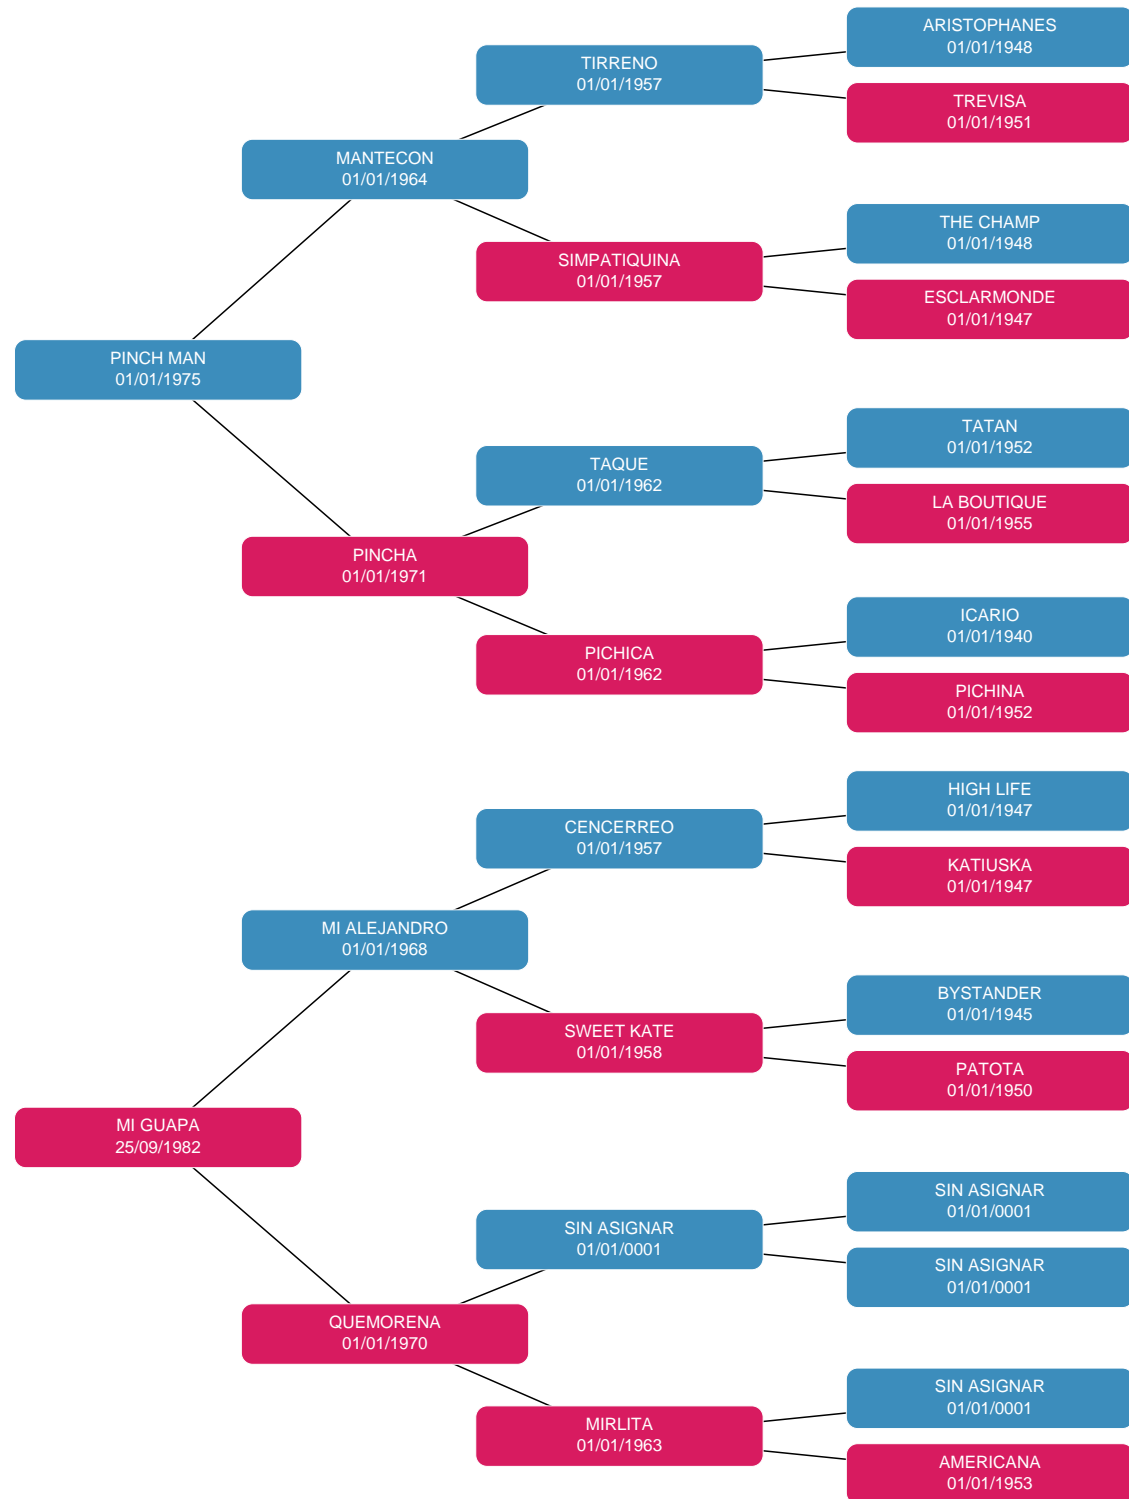 ARISTOPHANES
01/01/1948
TIRRENO
01/01/1957
TREVISA
01/01/1951
MANTECON
01/01/1964
THE CHAMP
01/01/1948
SIMPATIQUINA
01/01/1957
ESCLARMONDE
01/01/1947
PINCH MAN
01/01/1975
TATAN
01/01/1952
TAQUE
01/01/1962
LA BOUTIQUE
01/01/1955
PINCHA
01/01/1971
ICARIO
01/01/1940
PICHICA
01/01/1962
PICHINA
01/01/1952
HIGH LIFE
01/01/1947
CENCERREO
01/01/1957
KATIUSKA
01/01/1947
MI ALEJANDRO
01/01/1968
BYSTANDER
01/01/1945
SWEET KATE
01/01/1958
PATOTA
01/01/1950
MI GUAPA
25/09/1982
SIN ASIGNAR
01/01/0001
SIN ASIGNAR
01/01/0001
SIN ASIGNAR
01/01/0001
QUEMORENA
01/01/1970
SIN ASIGNAR
01/01/0001
MIRLITA
01/01/1963
AMERICANA
01/01/1953